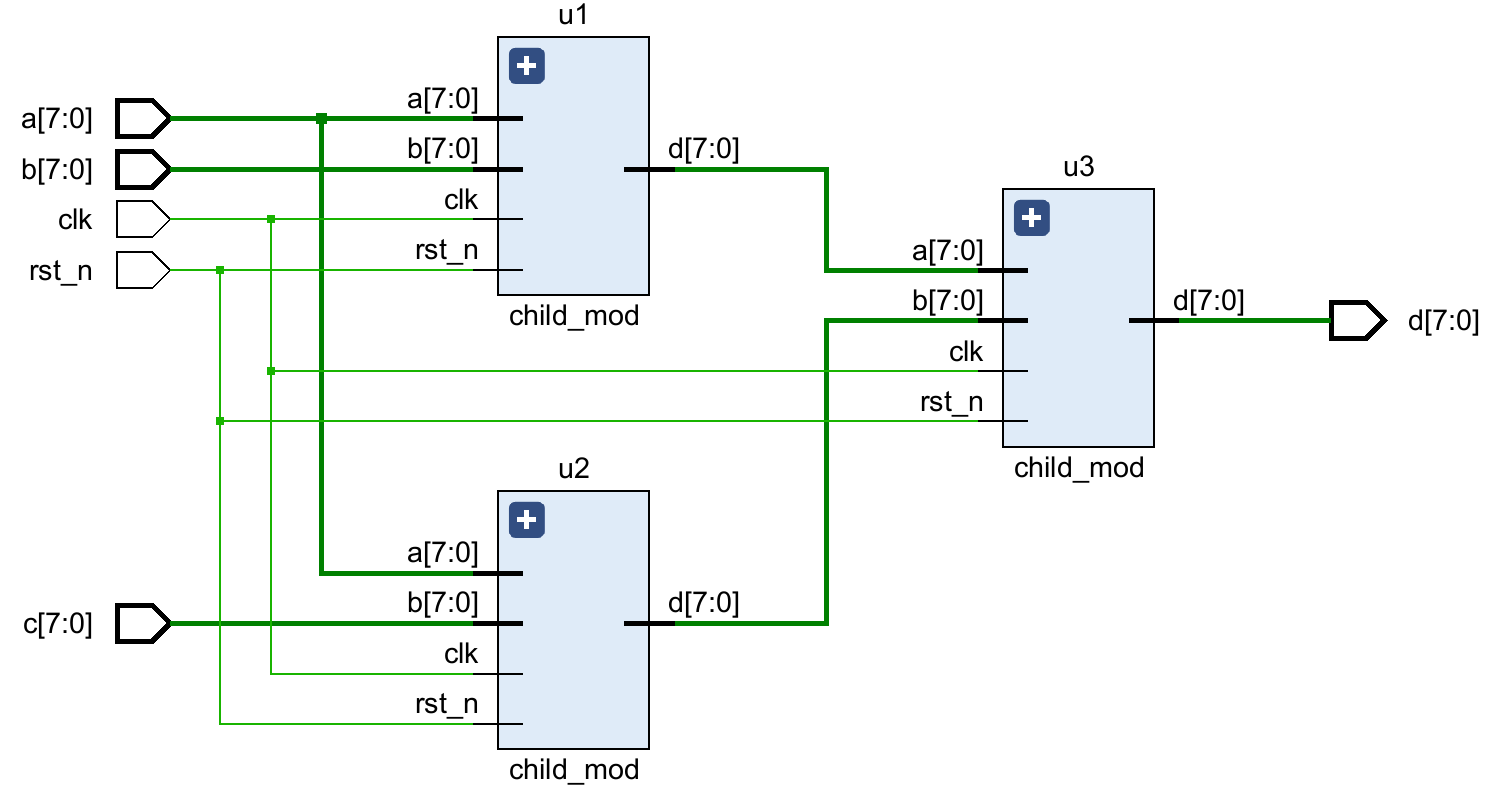 u1
a[7:0]
a[7:0]
b[7:0]
b[7:0]
d[7:0]
clk
clk
rst_n
rst_n
child_mod
u3
a[7:0]
b[7:0]
d[7:0]
d[7:0]
clk
rst_n
child_mod
u2
a[7:0]
c[7:0]
b[7:0]
d[7:0]
clk
rst_n
child_mod